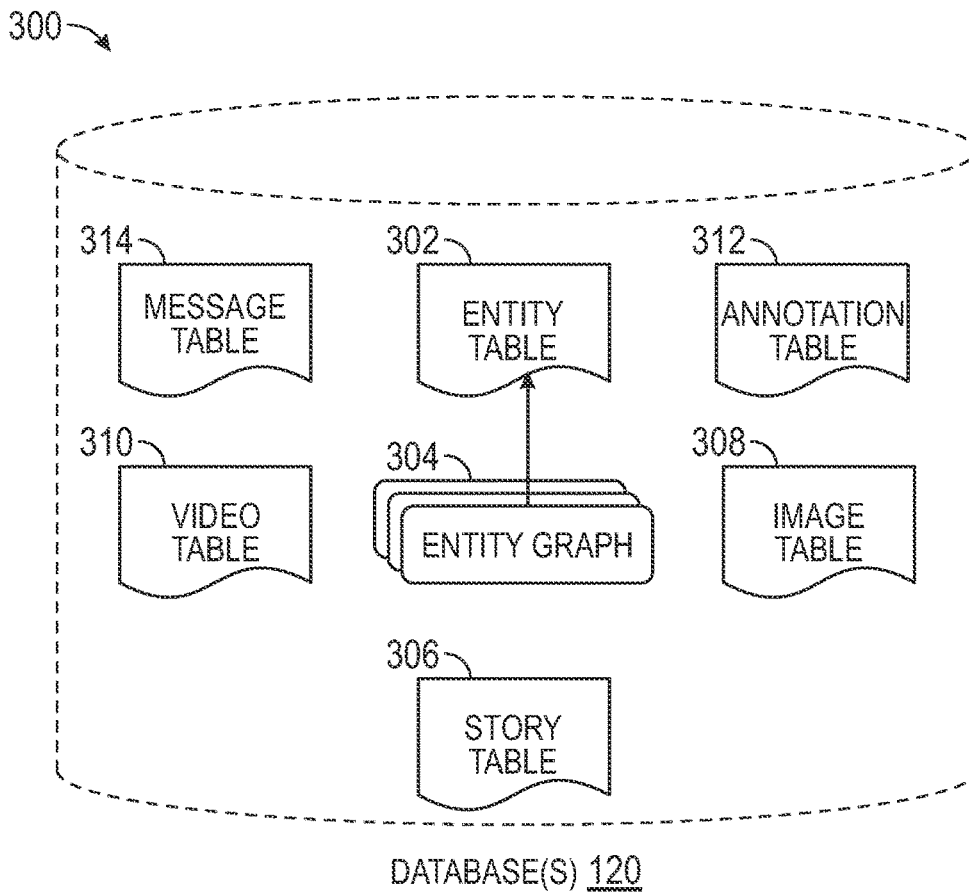 300
314
302
312
MESSAGE
TABLE
ENTITY
TABLE
ANNOTATION
TABLE
310
304
308
VIDEO
TABLE
ENTITY GRAPH
IMAGE
TABLE
306
STORY
TABLE
DATABASE(S) 120